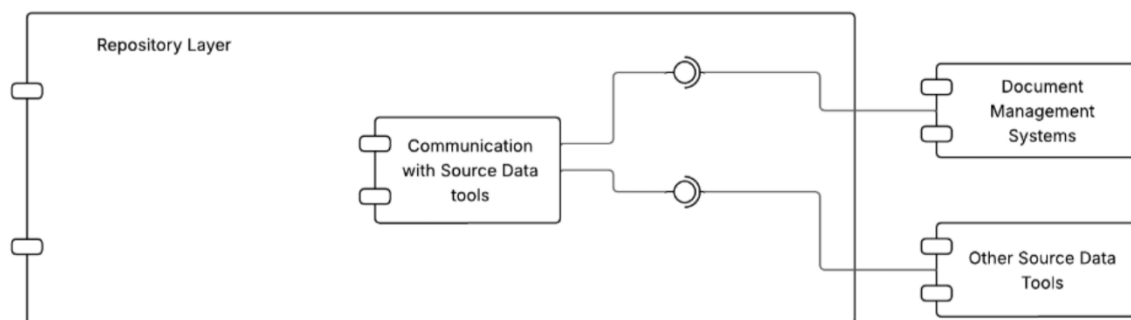 Repository Layer
Document
Management
Systems
Communication
with Source Data
tools
Other Source Data
Tools